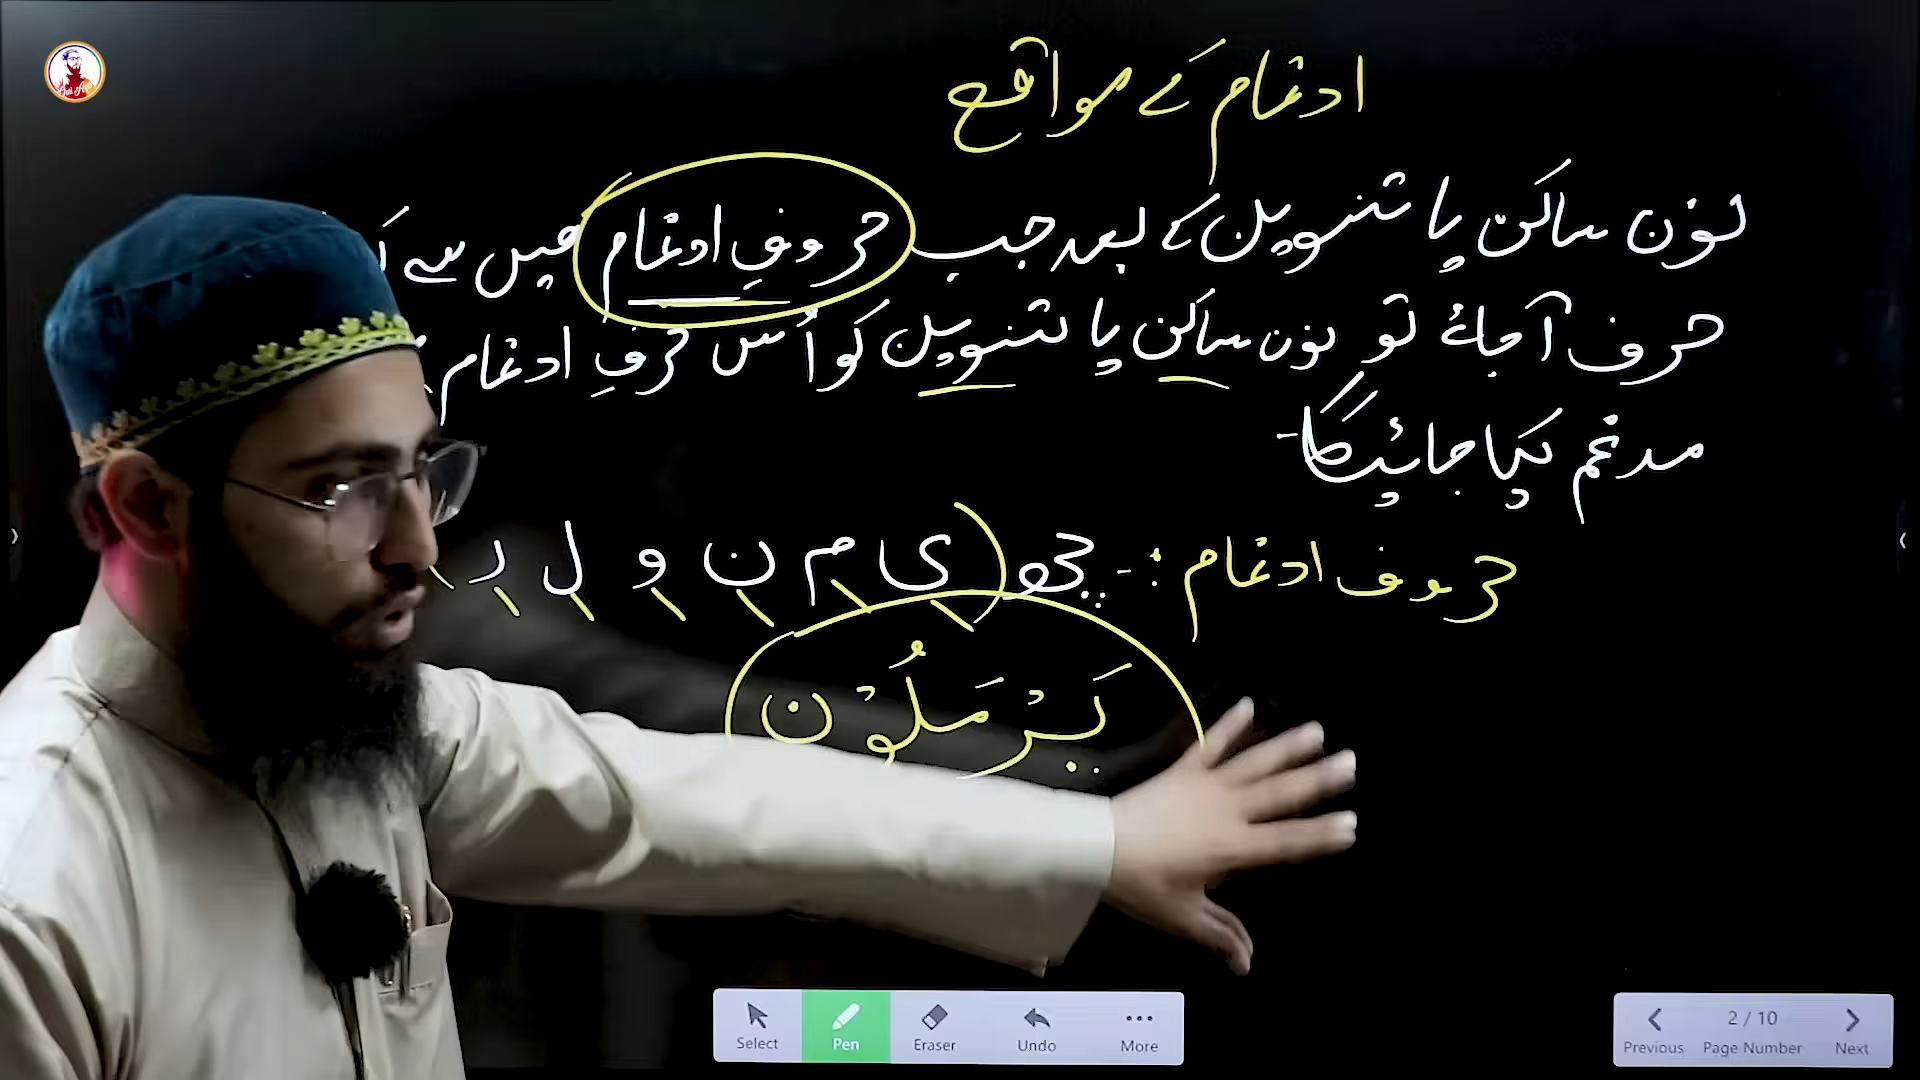 ادغام کے مواقع
نون ساکن یا تنوین کے بعد جب حروفِ ادغام میں سے
حرف آجائے تو نون ساکن یا تنوین کو اُس حرفِ ادغام
مدغم کیا جائیگا-
حروف ادغام :- چھ ی م ن و ل ر
یَرْمَلُوْن
Select Pen Eraser Undo More
2 / 10
Previous Page Number Next